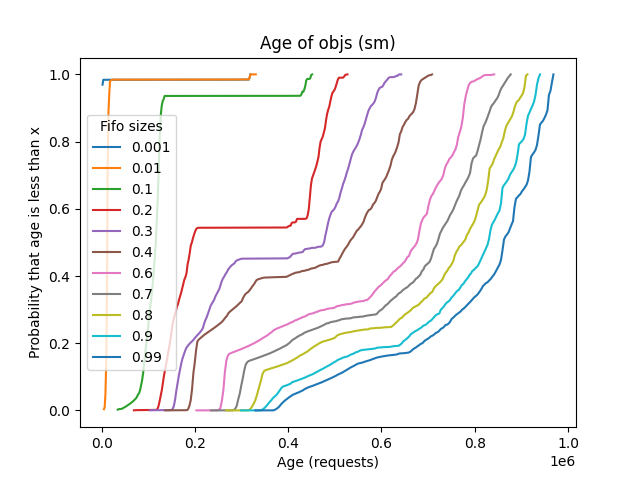 Age of objs (sm)
Probability that age is less than x
1.0
0.8
0.6
0.4
0.2
0.0
Fifo sizes
0.001
0.01
0.1
0.2
0.3
0.4
0.6
0.7
0.8
0.9
0.99
0.0 0.2 0.4 0.6 0.8 1.0
1e6
Age (requests)